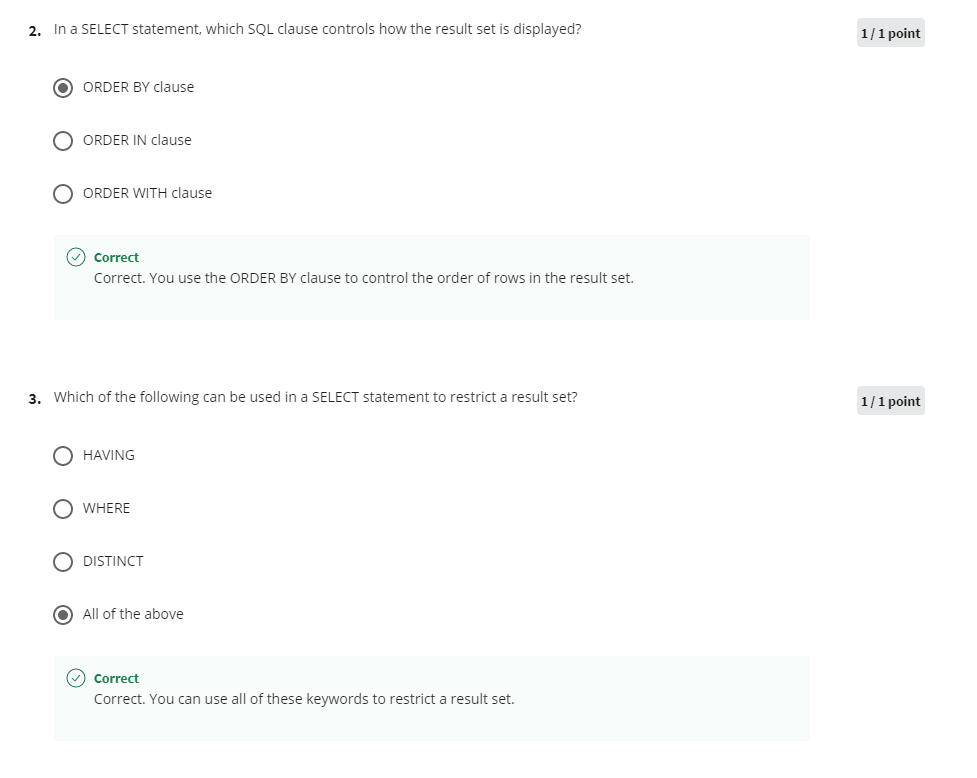 2. In a SELECT statement, which SQL clause controls how the result set is displayed?
1 / 1 point
ORDER BY clause
ORDER IN clause
ORDER WITH clause
Correct
Correct. You use the ORDER BY clause to control the order of rows in the result set.
3. Which of the following can be used in a SELECT statement to restrict a result set?
1 / 1 point
HAVING
WHERE
DISTINCT
All of the above
Correct
Correct. You can use all of these keywords to restrict a result set.